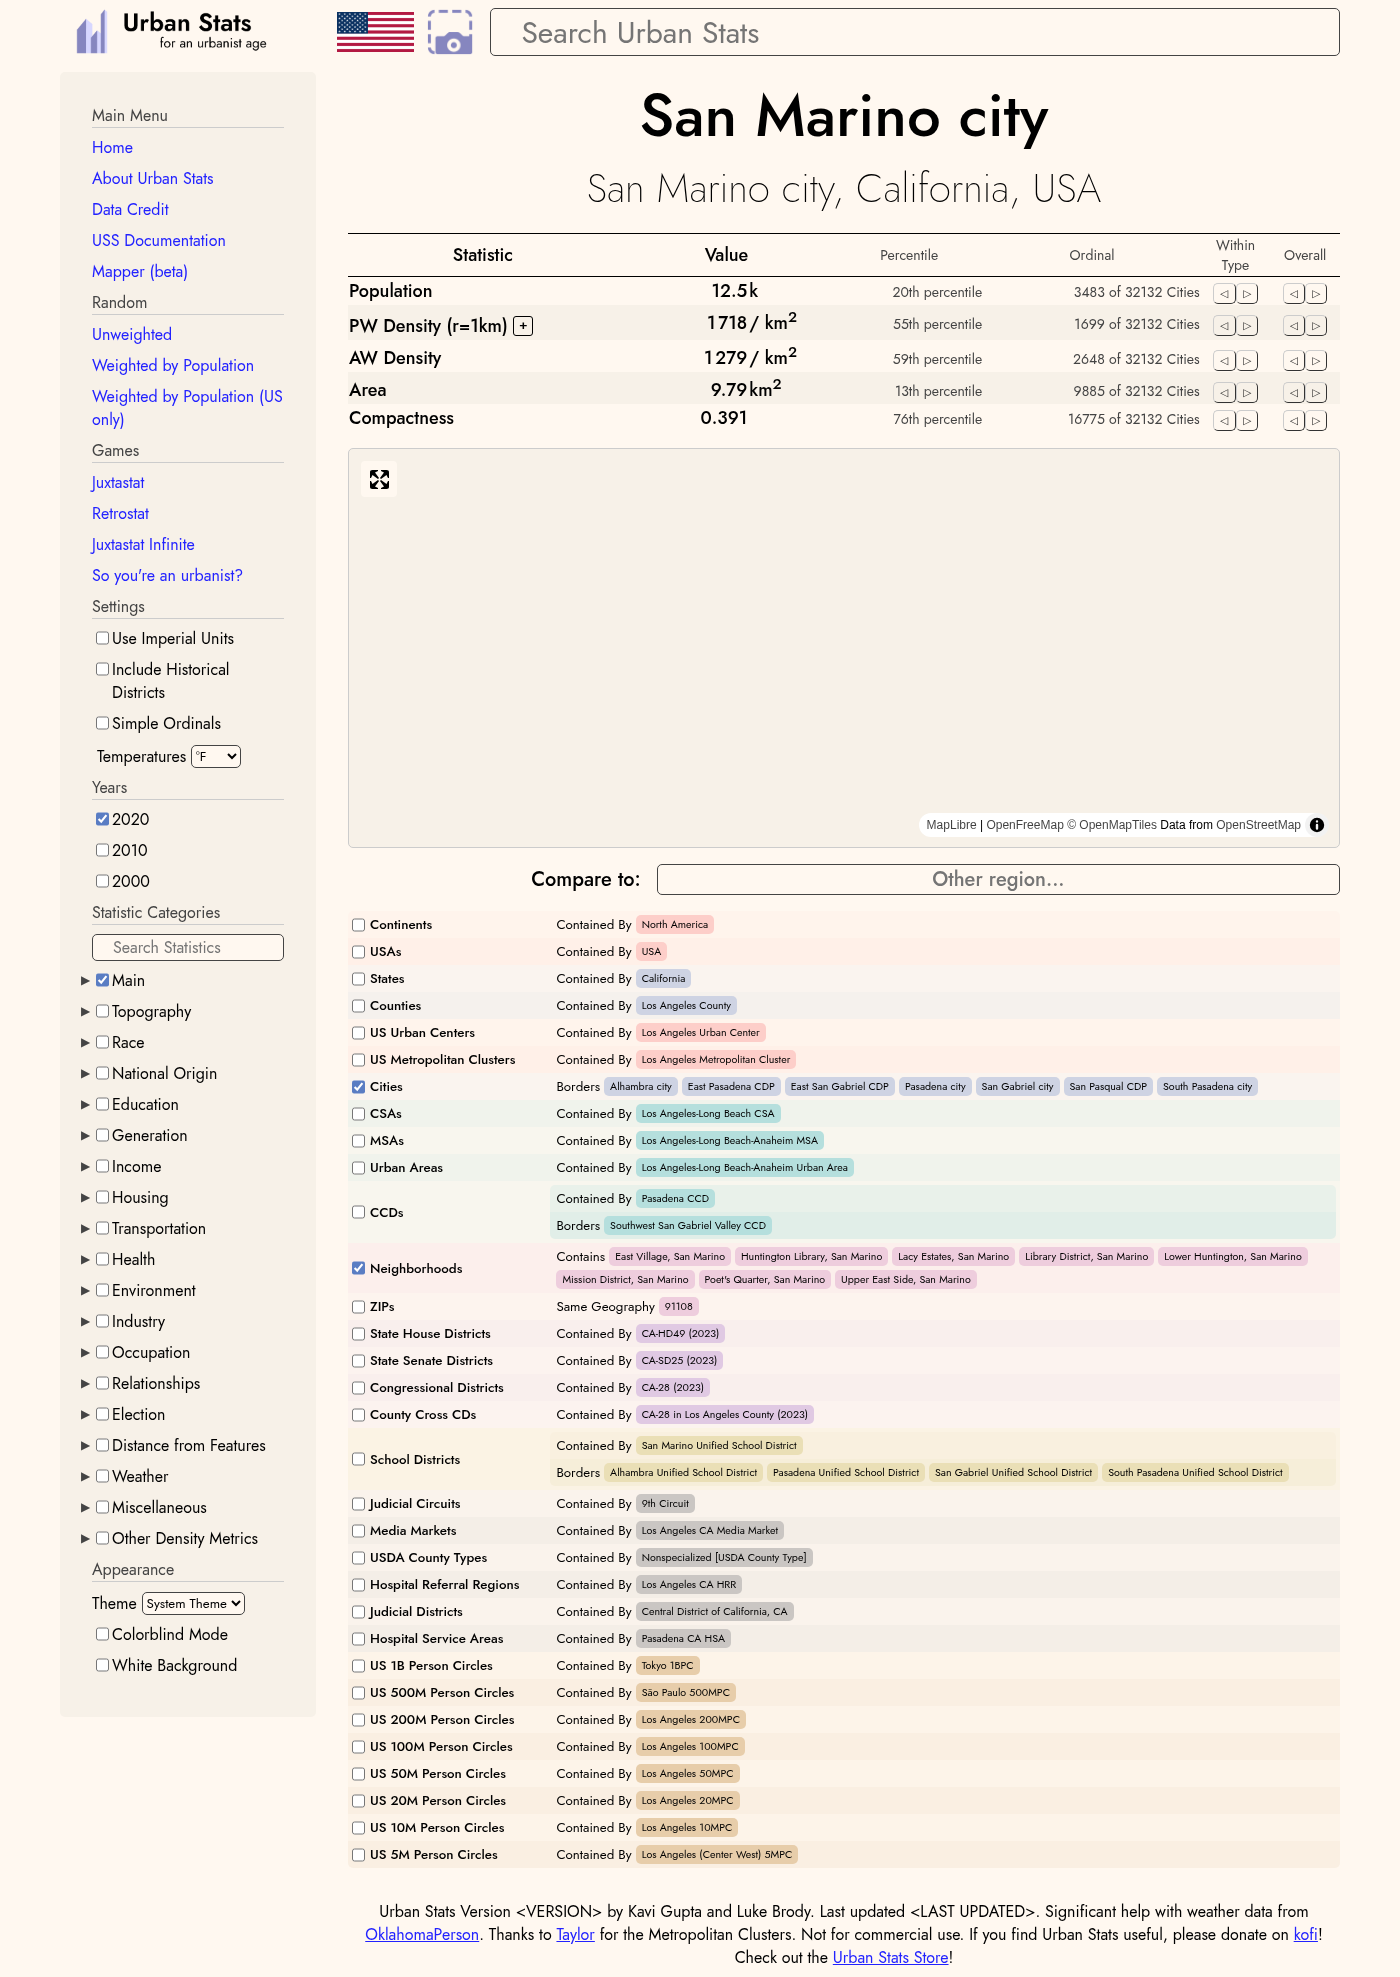 Urban Stats
for an urbanist age
Search Urban Stats
Main Menu
Home
About Urban Stats
Data Credit
USS Documentation
Mapper (beta)
Random
Unweighted
Weighted by Population
Weighted by Population (US
only)
Games
Juxtastat
Retrostat
Juxtastat Infinite
So you're an urbanist?
Settings
Use Imperial Units
Include Historical
Districts
Simple Ordinals
Temperatures °F
Years
2020
2010
2000
Statistic Categories
Search Statistics
Main
Topography
Race
National Origin
Education
Generation
Income
Housing
Transportation
Health
Environment
Industry
Occupation
Relationships
Election
Distance from Features
Weather
Miscellaneous
Other Density Metrics
Appearance
Theme System Theme
Colorblind Mode
White Background
San Marino city
San Marino city, California, USA
Statistic Value Percentile Ordinal Within Type Overall
Population 12.5 k 20th percentile 3483 of 32132 Cities
PW Density (r=1km) + 1 718 / km² 55th percentile 1699 of 32132 Cities
AW Density 1 279 / km² 59th percentile 2648 of 32132 Cities
Area 9.79 km² 13th percentile 9885 of 32132 Cities
Compactness 0.391 76th percentile 16775 of 32132 Cities
MapLibre | OpenFreeMap © OpenMapTiles Data from OpenStreetMap
Compare to: Other region...
Continents Contained By North America
USAs Contained By USA
States Contained By California
Counties Contained By Los Angeles County
US Urban Centers Contained By Los Angeles Urban Center
US Metropolitan Clusters Contained By Los Angeles Metropolitan Cluster
Cities Borders Alhambra city East Pasadena CDP East San Gabriel CDP Pasadena city San Gabriel city San Pasqual CDP South Pasadena city
CSAs Contained By Los Angeles-Long Beach CSA
MSAs Contained By Los Angeles-Long Beach-Anaheim MSA
Urban Areas Contained By Los Angeles-Long Beach-Anaheim Urban Area
CCDs Contained By Pasadena CCD
Borders Southwest San Gabriel Valley CCD
Neighborhoods Contains East Village, San Marino Huntington Library, San Marino Lacy Estates, San Marino Library District, San Marino Lower Huntington, San Marino
Mission District, San Marino Poet's Quarter, San Marino Upper East Side, San Marino
ZIPs Same Geography 91108
State House Districts Contained By CA-HD49 (2023)
State Senate Districts Contained By CA-SD25 (2023)
Congressional Districts Contained By CA-28 (2023)
County Cross CDs Contained By CA-28 in Los Angeles County (2023)
School Districts Contained By San Marino Unified School District
Borders Alhambra Unified School District Pasadena Unified School District San Gabriel Unified School District South Pasadena Unified School District
Judicial Circuits Contained By 9th Circuit
Media Markets Contained By Los Angeles CA Media Market
USDA County Types Contained By Nonspecialized [USDA County Type]
Hospital Referral Regions Contained By Los Angeles CA HRR
Judicial Districts Contained By Central District of California, CA
Hospital Service Areas Contained By Pasadena CA HSA
US 1B Person Circles Contained By Tokyo 1BPC
US 500M Person Circles Contained By São Paulo 500MPC
US 200M Person Circles Contained By Los Angeles 200MPC
US 100M Person Circles Contained By Los Angeles 100MPC
US 50M Person Circles Contained By Los Angeles 50MPC
US 20M Person Circles Contained By Los Angeles 20MPC
US 10M Person Circles Contained By Los Angeles 10MPC
US 5M Person Circles Contained By Los Angeles (Center West) 5MPC
Urban Stats Version <VERSION> by Kavi Gupta and Luke Brody. Last updated <LAST UPDATED>. Significant help with weather data from
OklahomaPerson. Thanks to Taylor for the Metropolitan Clusters. Not for commercial use. If you find Urban Stats useful, please donate on kofi!
Check out the Urban Stats Store!